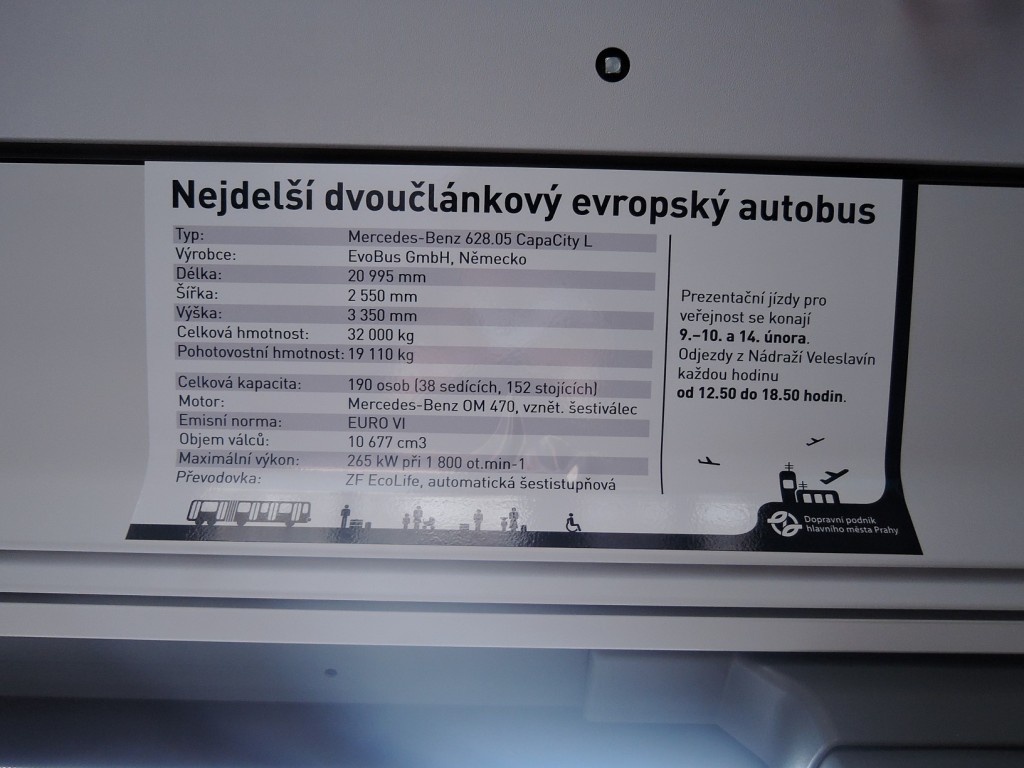 Nejdelší dvoučlánkový evropský autobus
Typ: Mercedes-Benz 628.05 CapaCity L
Výrobce: EvoBus GmbH, Německo
Délka: 20 995 mm
Šířka: 2 550 mm
Výška: 3 350 mm
Celková hmotnost: 32 000 kg
Pohotovostní hmotnost: 19 110 kg
Celková kapacita: 190 osob (38 sedících, 152 stojících)
Motor: Mercedes-Benz OM 470, vznět. šestiválec
Emisní norma: EURO VI
Objem válců: 10 677 cm3
Maximální výkon: 265 kW při 1 800 ot.min-1
Převodovka: ZF EcoLife, automatická šestistupňová
Prezentační jízdy pro
veřejnost se konají
9.–10. a 14. února.
Odjezdy z Nádraží Veleslavín
každou hodinu
od 12.50 do 18.50 hodin.
Dopravní podnik
hlavního města Prahy